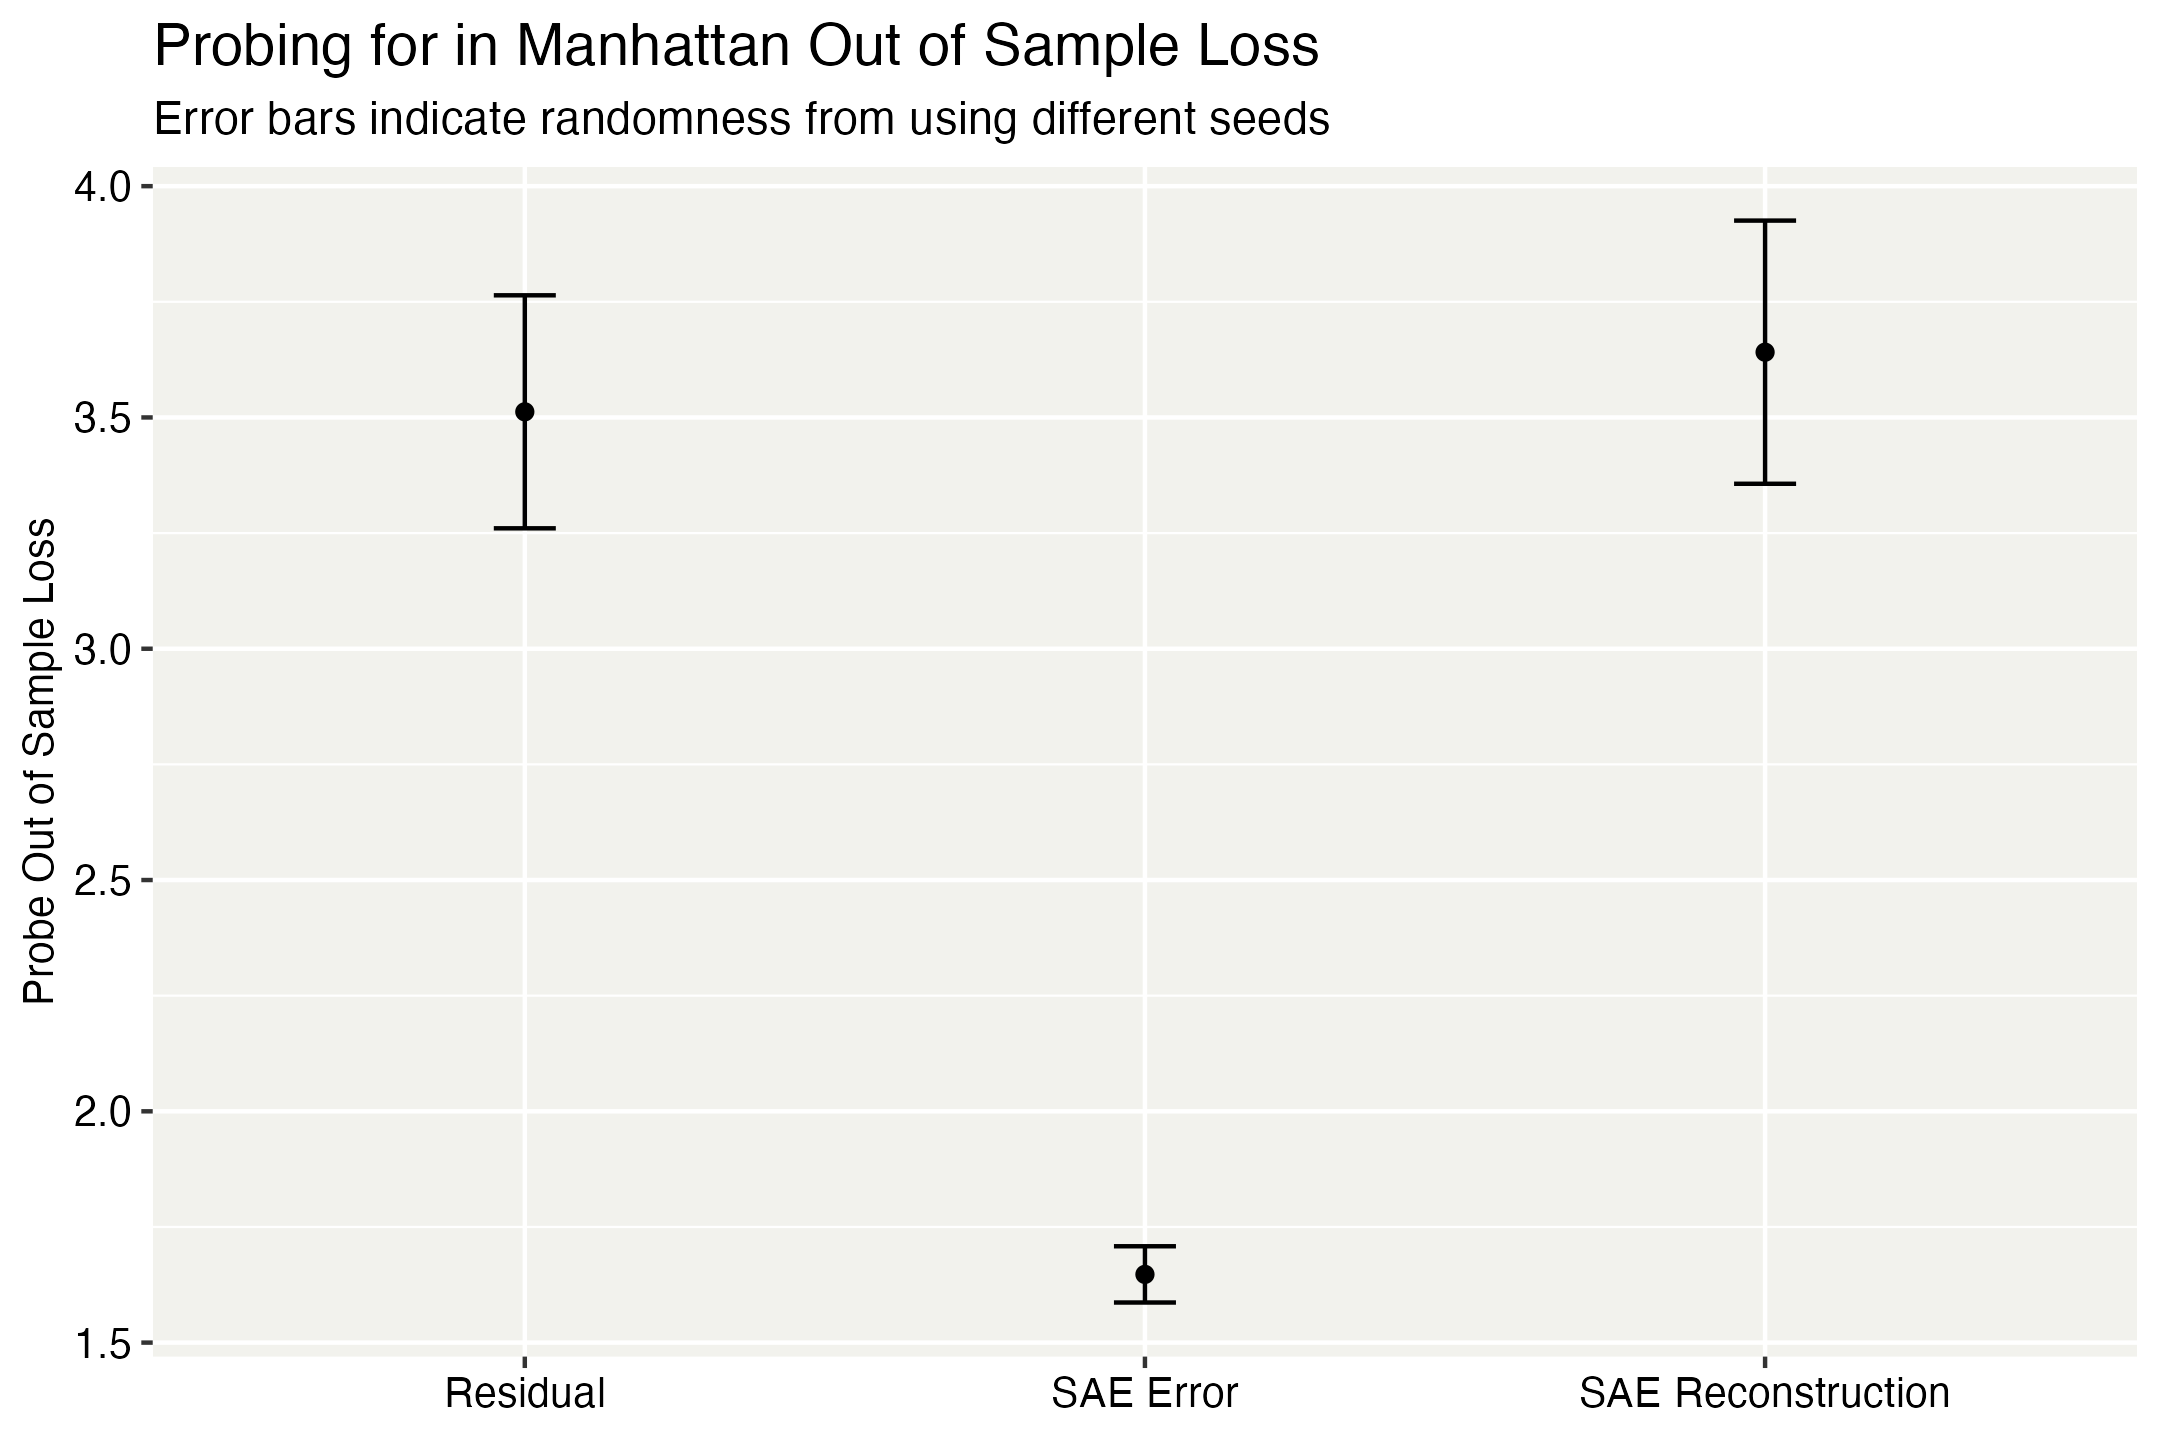 Probing for in Manhattan Out of Sample Loss
Error bars indicate randomness from using different seeds
Probe Out of Sample Loss
4.0
3.5
3.0
2.5
2.0
1.5
Residual
SAE Error
SAE Reconstruction